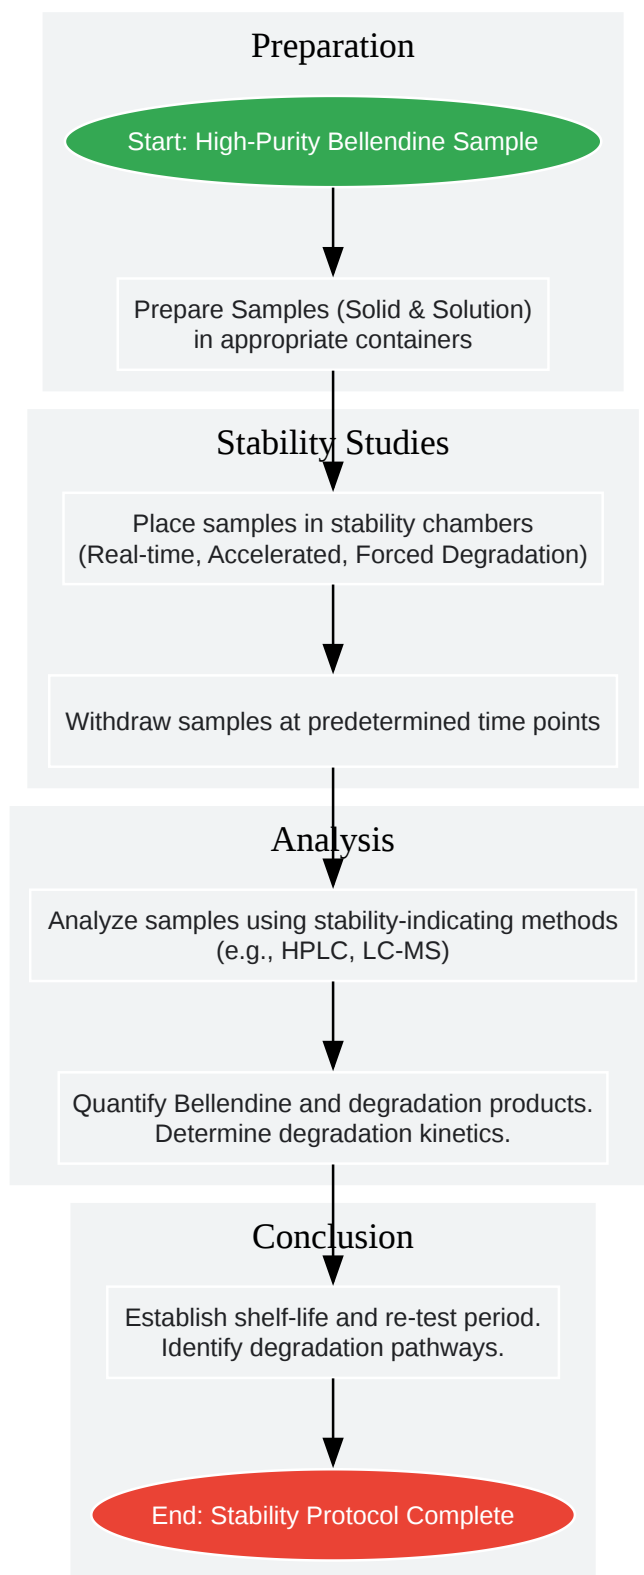 Preparation
Start: High-Purity Bellendine Sample
Prepare Samples (Solid & Solution)
in appropriate containers
Stability Studies
Place samples in stability chambers
(Real-time, Accelerated, Forced Degradation)
Withdraw samples at predetermined time points
Analysis
Analyze samples using stability-indicating methods
(e.g., HPLC, LC-MS)
Quantify Bellendine and degradation products.
Determine degradation kinetics.
Conclusion
Establish shelf-life and re-test period.
Identify degradation pathways.
End: Stability Protocol Complete